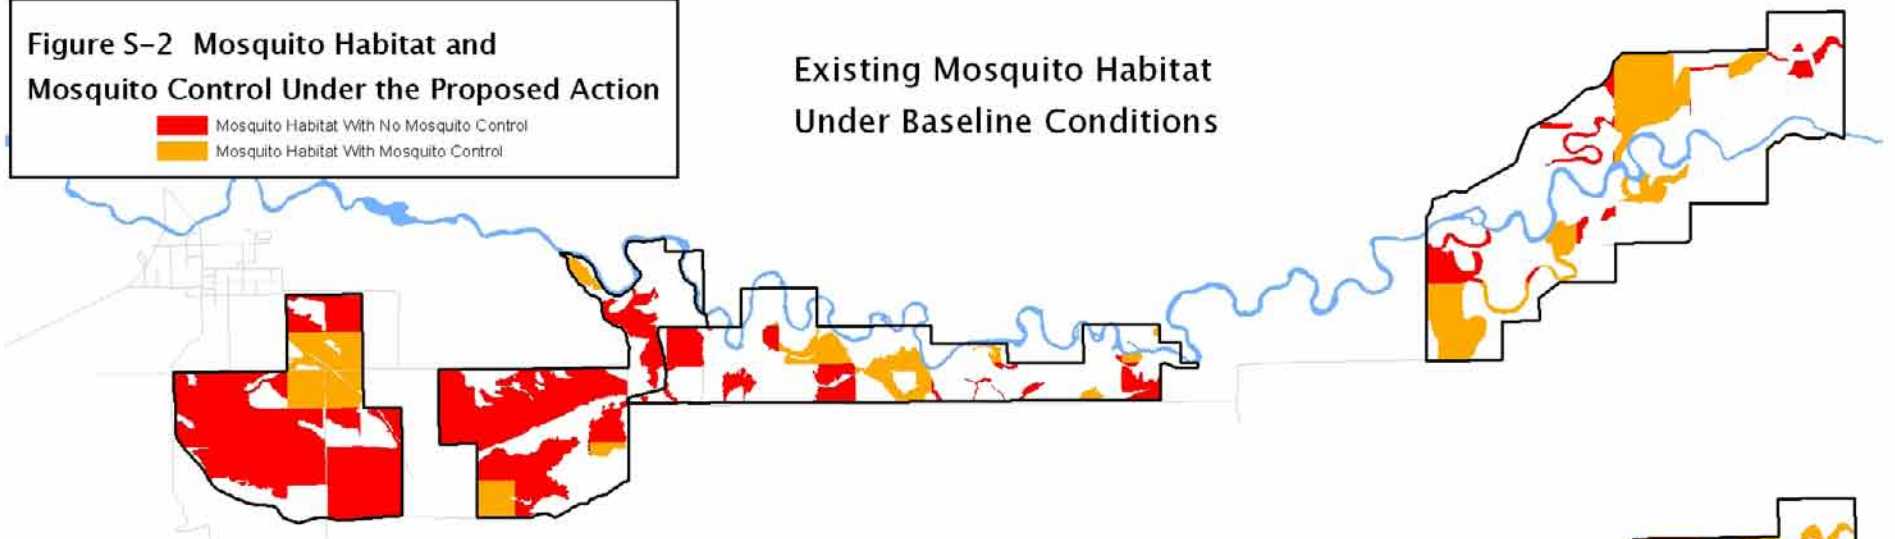 Figure S-2 Mosquito Habitat and
Mosquito Control Under the Proposed Action
Mosquito Habitat With No Mosquito Control
Mosquito Habitat With Mosquito Control
Existing Mosquito Habitat
Under Baseline Conditions